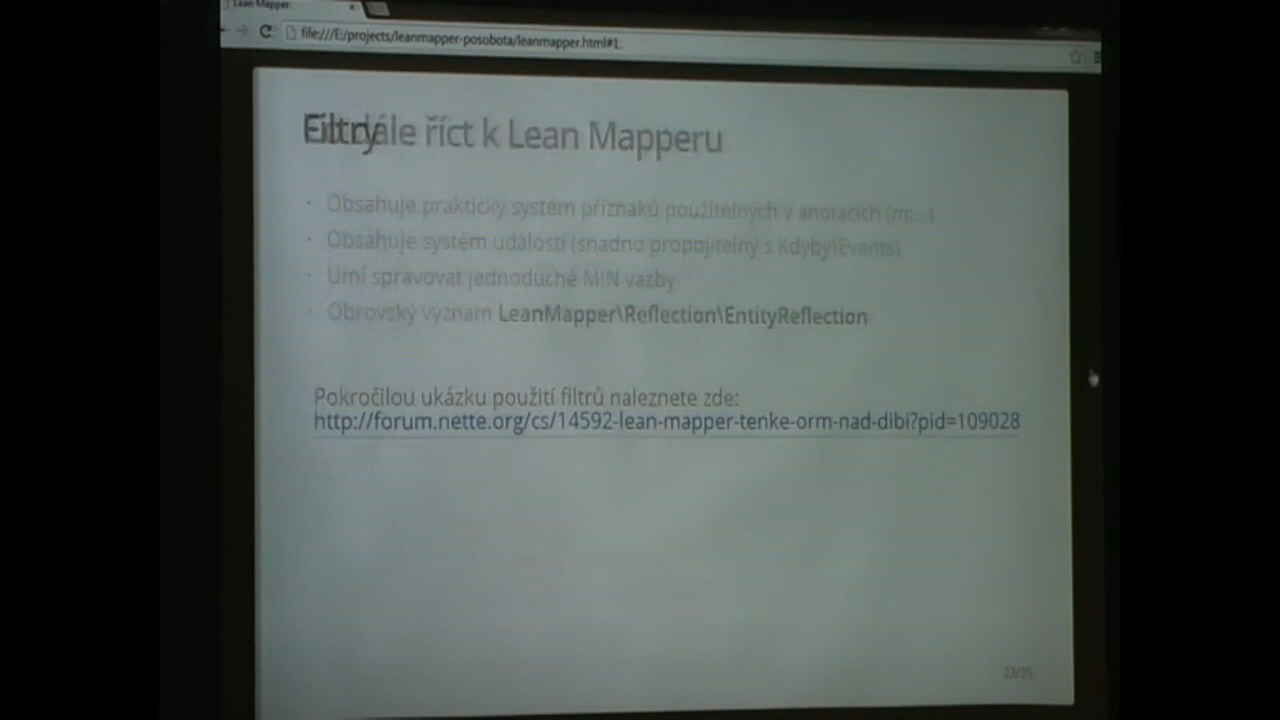 Lean Mapper
file:///E:/projects/leanmapper-posobota/leanmapper.html#1
Filtry
dále říct k Lean Mapperu
Obsahuje praktický systém příznaků použitelných v anotacích (m:...)
Obsahuje systém událostí (snadno propojitelný s Kdyby\Events)
Umí spravovat jednoduché M:N vazby
Obrovský význam LeanMapper\Reflection\EntityReflection
Pokročilou ukázku použití filtrů naleznete zde:
http://forum.nette.org/cs/14592-lean-mapper-tenke-orm-nad-dibi?pid=109028